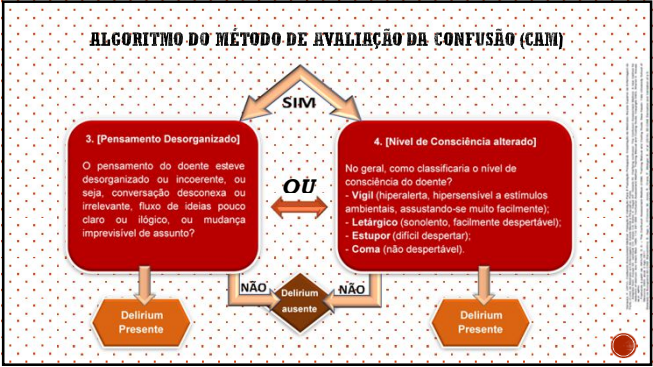 ALGORITMO DO MÉTODO DE AVALIAÇÃO DA CONFUSÃO (CAM)
SIM
3. [Pensamento Desorganizado]
O pensamento do doente esteve
desorganizado ou incoerente, ou
seja, conversação desconexa ou
irrelevante, fluxo de ideias pouco
claro ou ilógico, ou mudança
imprevisível de assunto?
OU
4. [Nível de Consciência alterado]
No geral, como classificaria o nível de
consciência do doente?
- Vigil (hiperalerta, hipersensível a estímulos
ambientais, assustando-se muito facilmente);
- Letárgico (sonolento, facilmente despertável);
- Estupor (difícil despertar);
- Coma (não despertável).
NÃO
Delirium
ausente
NÃO
Delirium
Presente
Delirium
Presente